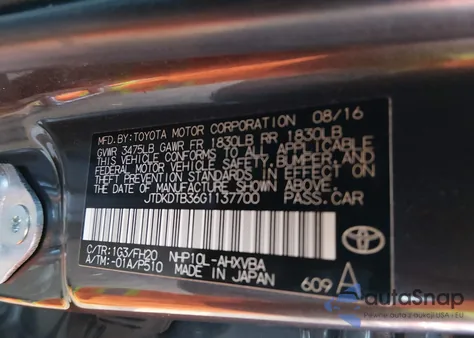 MFD.BY:TOYOTA MOTOR CORPORATION 08/16
GVWR 3475LB GAWR FR 1830LB RR 1830LB
THIS VEHICLE CONFORMS TO ALL APPLICABLE
FEDERAL MOTOR VEHICLE SAFETY, BUMPER, AND
THEFT PREVENTION STANDARDS IN EFFECT ON
THE DATE OF MANUFACTURE SHOWN ABOVE.
JTDKDTB36G1137700 PASS.CAR
C/TR:1G3/FH20 NHP10L-AHXVBA
A/TM:-01A/P510 MADE IN JAPAN 609 A
autoSnap